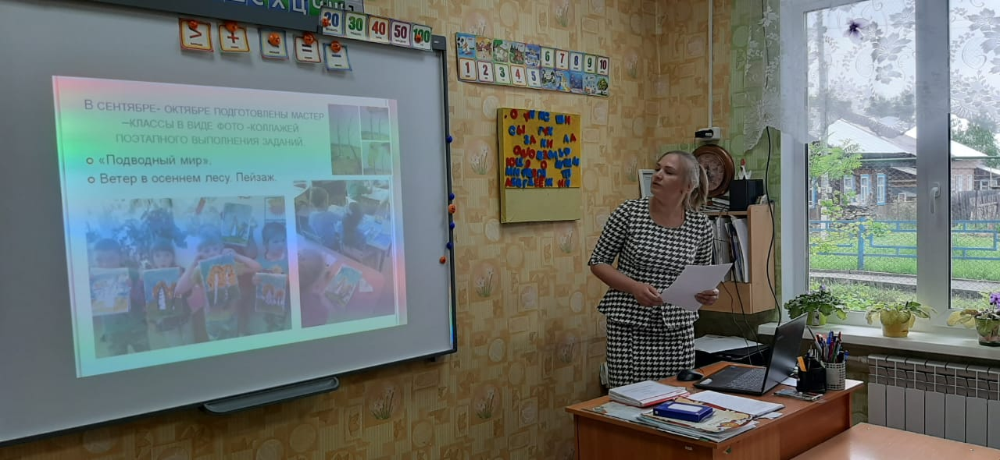 20 30 40 50 100
> + - = -
6 7 8 9 10
1 2 3 4 5
В СЕНТЯБРЕ- ОКТЯБРЕ ПОДГОТОВЛЕНЫ МАСТЕР
–КЛАССЫ В ВИДЕ ФОТО -КОЛЛАЖЕЙ
ПОЭТАПНОГО ВЫПОЛНЕНИЯ ЗАДАНИЙ.
«Подводный мир».
Ветер в осеннем лесу. Пейзаж.